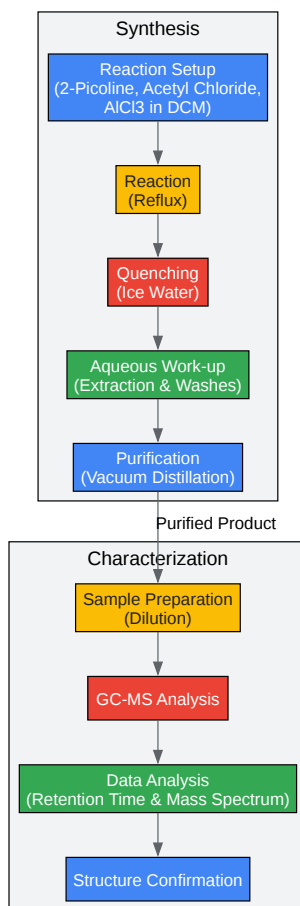 Synthesis
Reaction Setup
(2-Picoline, Acetyl Chloride,
AlCl3 in DCM)
Reaction
(Reflux)
Quenching
(Ice Water)
Aqueous Work-up
(Extraction & Washes)
Purification
(Vacuum Distillation)
Purified Product
Characterization
Sample Preparation
(Dilution)
GC-MS Analysis
Data Analysis
(Retention Time & Mass Spectrum)
Structure Confirmation